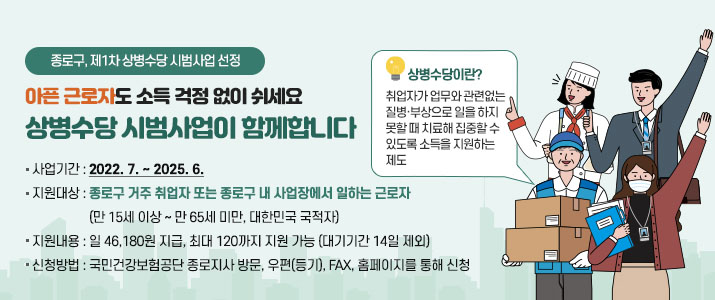 종로구, 제1차 상병수당 시범사업 선정
아픈 근로자도 소득 걱정 없이 쉬세요
상병수당 시범사업이 함께합니다
• 사업기간 : 2022. 7. ~ 2025. 6.
• 지원대상 : 종로구 거주 취업자 또는 종로구 내 사업장에서 일하는 근로자
(만 15세 이상 ~ 만 65세 미만, 대한민국 국적자)
• 지원내용 : 일 46,180원 지급, 최대 120까지 지원 가능 (대기기간 14일 제외)
• 신청방법 : 국민건강보험공단 종로지사 방문, 우편(등기), FAX, 홈페이지를 통해 신청
상병수당이란?
취업자가 업무와 관련없는
질병·부상으로 일을 하지
못할 때 치료해 집중할 수
있도록 소득을 지원하는
제도